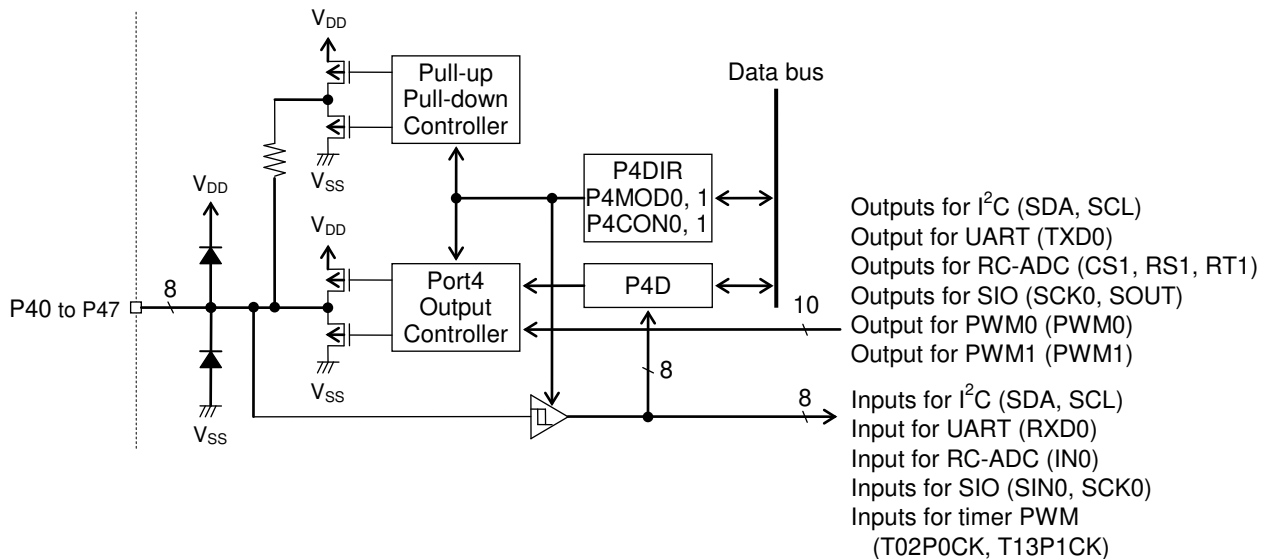 VDD
Pull-up
Pull-down
Controller
VSS
Data bus
P4DIR
P4MOD0, 1
P4CON0, 1
VDD
VDD
Port4
Output
Controller
P4D
VSS
VSS
P40 to P47
8
10
8
8
Outputs for I²C (SDA, SCL)
Output for UART (TXD0)
Outputs for RC-ADC (CS1, RS1, RT1)
Outputs for SIO (SCK0, SOUT)
Output for PWM0 (PWM0)
Output for PWM1 (PWM1)
Inputs for I²C (SDA, SCL)
Input for UART (RXD0)
Input for RC-ADC (IN0)
Inputs for SIO (SIN0, SCK0)
Inputs for timer PWM
(T02P0CK, T13P1CK)